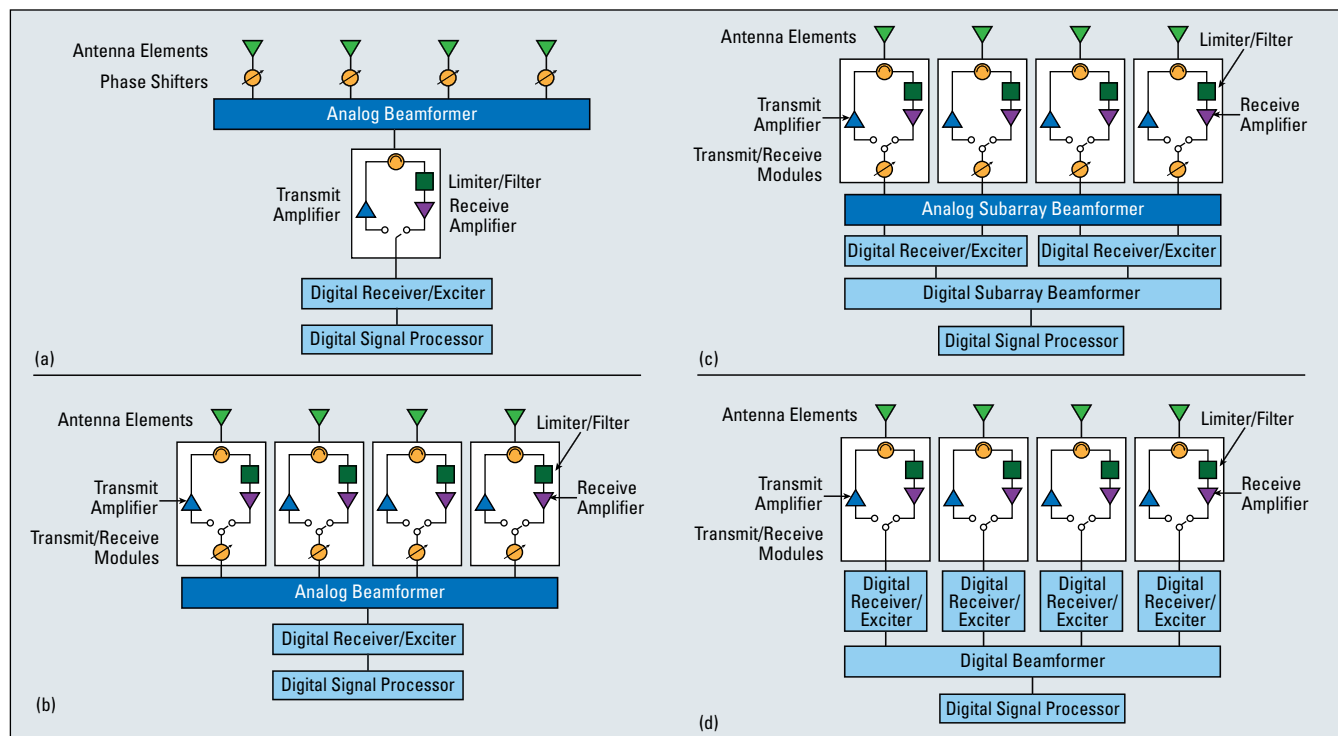 Antenna Elements
Phase Shifters
Analog Beamformer
Transmit
Amplifier
Limiter/Filter
Receive
Amplifier
Digital Receiver/Exciter
Digital Signal Processor
(a)
Antenna Elements
Limiter/Filter
Transmit
Amplifier
Receive
Amplifier
Transmit/Receive
Modules
Analog Beamformer
Digital Receiver/Exciter
Digital Signal Processor
(b)
Antenna Elements
Limiter/Filter
Transmit
Amplifier
Receive
Amplifier
Transmit/Receive
Modules
Analog Subarray Beamformer
Digital Receiver/Exciter
Digital Receiver/Exciter
Digital Subarray Beamformer
Digital Signal Processor
(c)
Antenna Elements
Limiter/Filter
Transmit
Amplifier
Receive
Amplifier
Transmit/Receive
Modules
Digital
Receiver/
Exciter
Digital
Receiver/
Exciter
Digital
Receiver/
Exciter
Digital
Receiver/
Exciter
Digital Beamformer
Digital Signal Processor
(d)